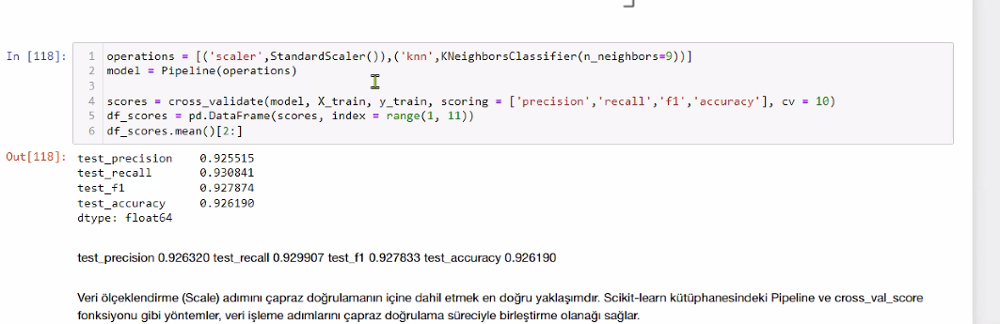 In [118]:
1 operations = [('scaler',StandardScaler()),('knn',KNeighborsClassifier(n_neighbors=9))]
2 model = Pipeline(operations)
3
4 scores = cross_validate(model, X_train, y_train, scoring = ['precision','recall','f1','accuracy'], cv = 10)
5 df_scores = pd.DataFrame(scores, index = range(1, 11))
6 df_scores.mean()[2:]
Out[118]: test_precision 0.925515
test_recall 0.930841
test_f1 0.927874
test_accuracy 0.926190
dtype: float64
test_precision 0.926320 test_recall 0.929907 test_f1 0.927833 test_accuracy 0.926190
Veri ölçeklendirme (Scale) adımını çapraz doğrulamanın içine dahil etmek en doğru yaklaşımdır. Scikit-learn kütüphanesindeki Pipeline ve cross_val_score
fonksiyonu gibi yöntemler, veri işleme adımlarını çapraz doğrulama süreciyle birleştirme olanağı sağlar.